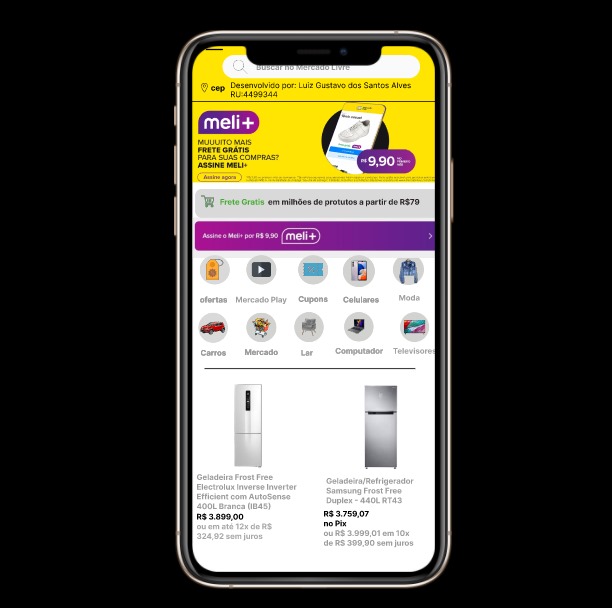 Buscar no Mercado Livre
cep
Desenvolvido por: Luiz Gustavo dos Santos Alves
RU:4499344
meli+
MUUUITO MAIS
FRETE GRÁTIS
PARA SUAS COMPRAS?
ASSINE MELI+
Assine agora
R$ 9,90
Frete Gratis em milhões de protutos a partir de R$79
Assine o Meli+ por R$ 9,90 meli+
ofertas Mercado Play Cupons Celulares Moda
Carros Mercado Lar Computador Televisores
Geladeira Frost Free
Electrolux Inverse Inverter
Efficient com AutoSense
400L Branca (IB45)
R$ 3.899,00
ou em até 12x de R$
324,92 sem juros
Geladeira/Refrigerador
Samsung Frost Free
Duplex - 440L RT43
R$ 3.759,07
no Pix
ou R$ 3.999,01 em 10x
de R$ 399,90 sem juros